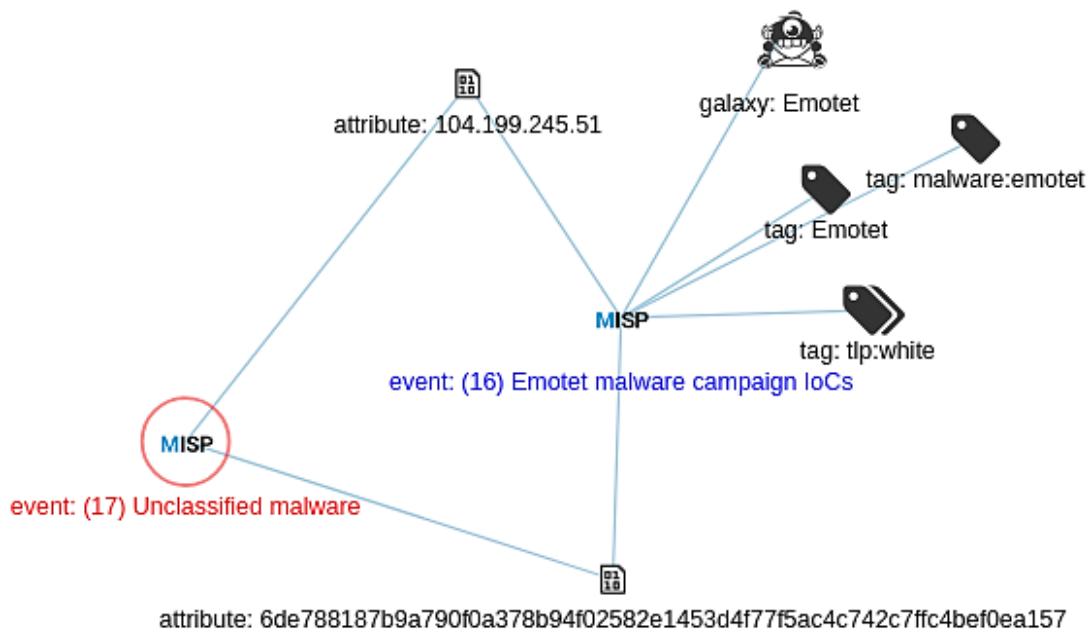 attribute: 104.199.245.51
galaxy: Emotet
tag: malware:emotet
tag: Emotet
MISP
tag: tlp:white
event: (16) Emotet malware campaign IoCs
MISP
event: (17) Unclassified malware
attribute: 6de788187b9a790f0a378b94f02582e1453d4f77f5ac4c742c7ffc4bef0ea157